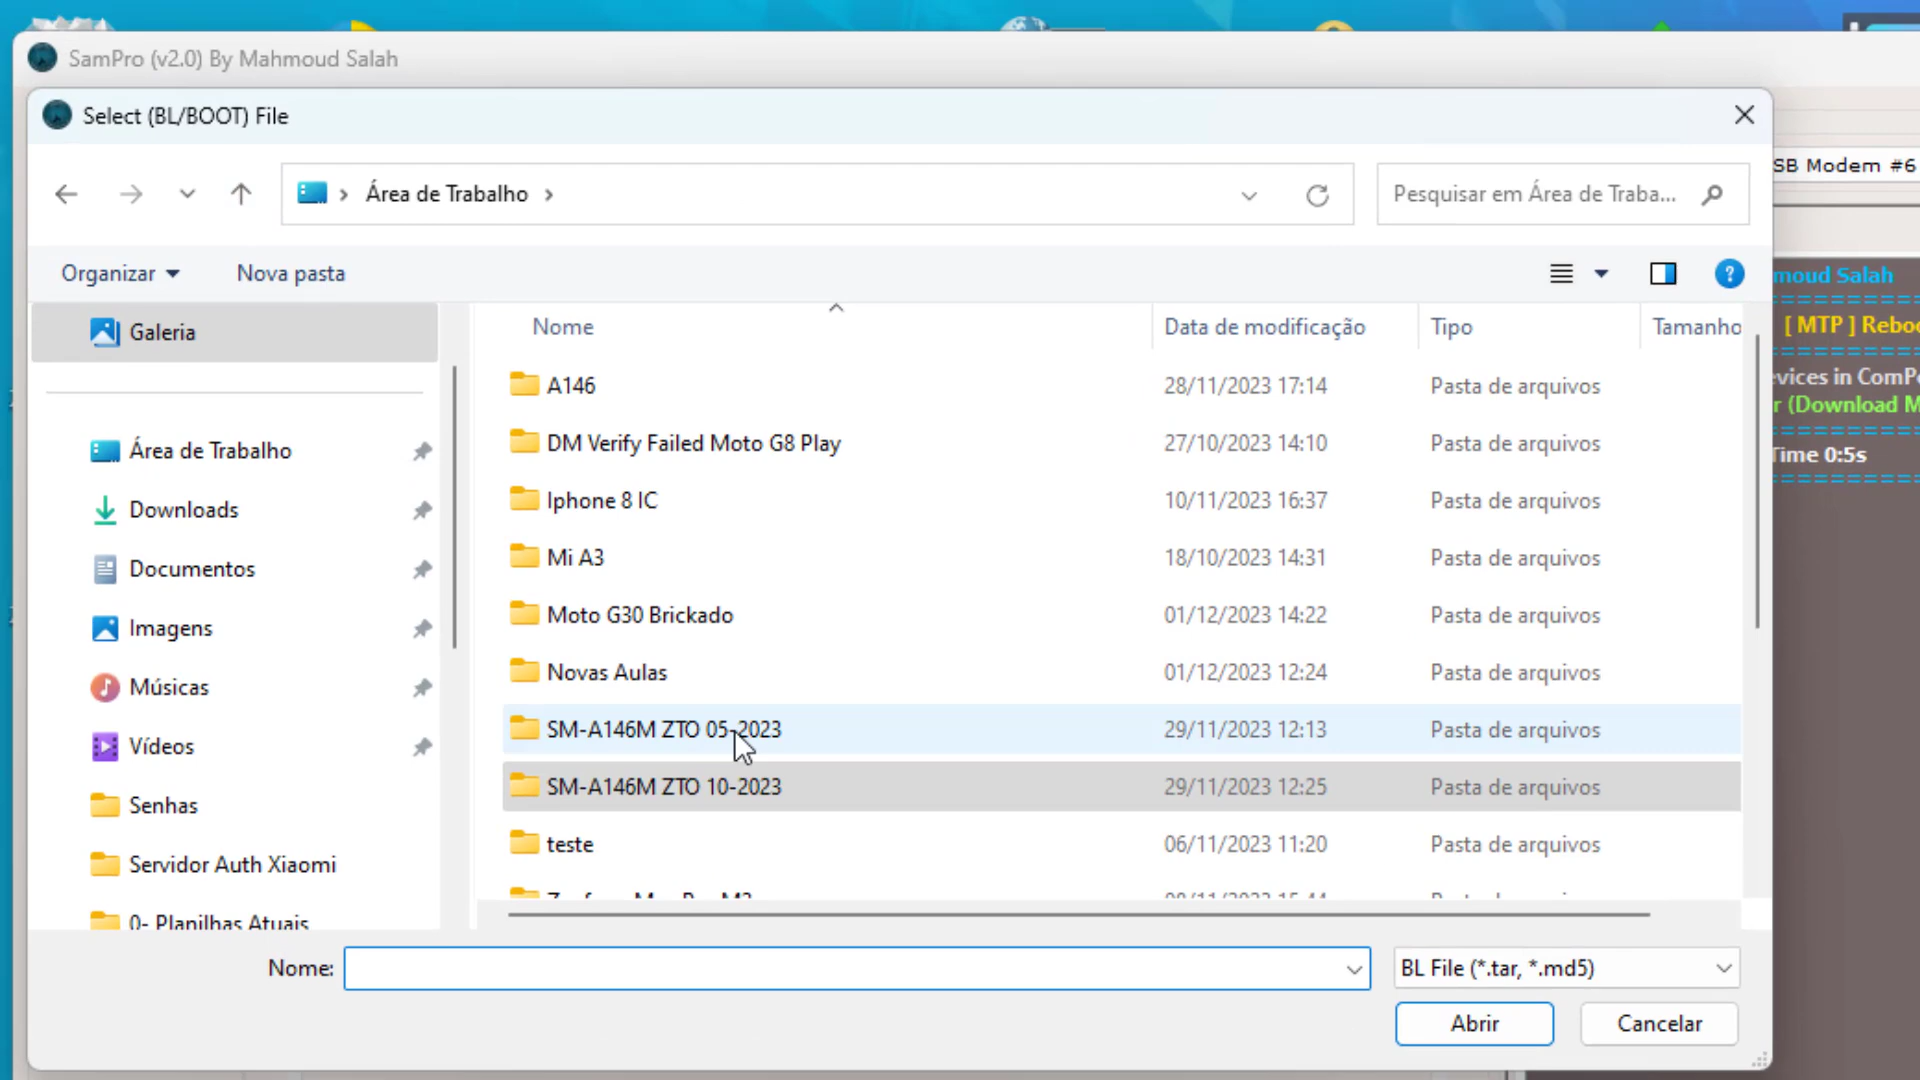 SamPro (v2.0) By Mahmoud Salah
Select (BL/BOOT) File
Área de Trabalho
Pesquisar em Área de Traba...
SB Modem #6
Organizar
Nova pasta
Galeria
Área de Trabalho
Downloads
Documentos
Imagens
Músicas
Vídeos
Senhas
Servidor Auth Xiaomi
0- Planilhas Atuais
Nome Data de modificação Tipo Tamanho
A146 28/11/2023 17:14 Pasta de arquivos
DM Verify Failed Moto G8 Play 27/10/2023 14:10 Pasta de arquivos
Iphone 8 IC 10/11/2023 16:37 Pasta de arquivos
Mi A3 18/10/2023 14:31 Pasta de arquivos
Moto G30 Brickado 01/12/2023 14:22 Pasta de arquivos
Novas Aulas 01/12/2023 12:24 Pasta de arquivos
SM-A146M ZTO 05-2023 29/11/2023 12:13 Pasta de arquivos
SM-A146M ZTO 10-2023 29/11/2023 12:25 Pasta de arquivos
teste 06/11/2023 11:20 Pasta de arquivos
moud Salah
[ MTP ] Reboo
evices in ComPo
r (Download M
Time 0:5s
Nome:
BL File (*.tar, *.md5)
Abrir
Cancelar